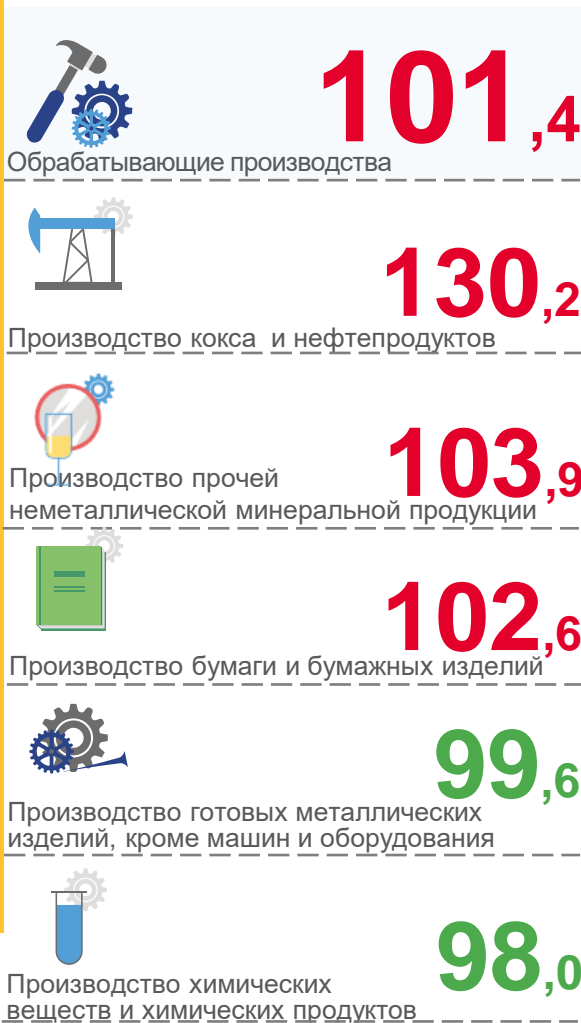 101,4
Обрабатывающие производства
130,2
Производство кокса и нефтепродуктов
103,9
Производство прочей
неметаллической минеральной продукции
102,6
Производство бумаги и бумажных изделий
99,6
Производство готовых металлических
изделий, кроме машин и оборудования
98,0
Производство химических
веществ и химических продуктов